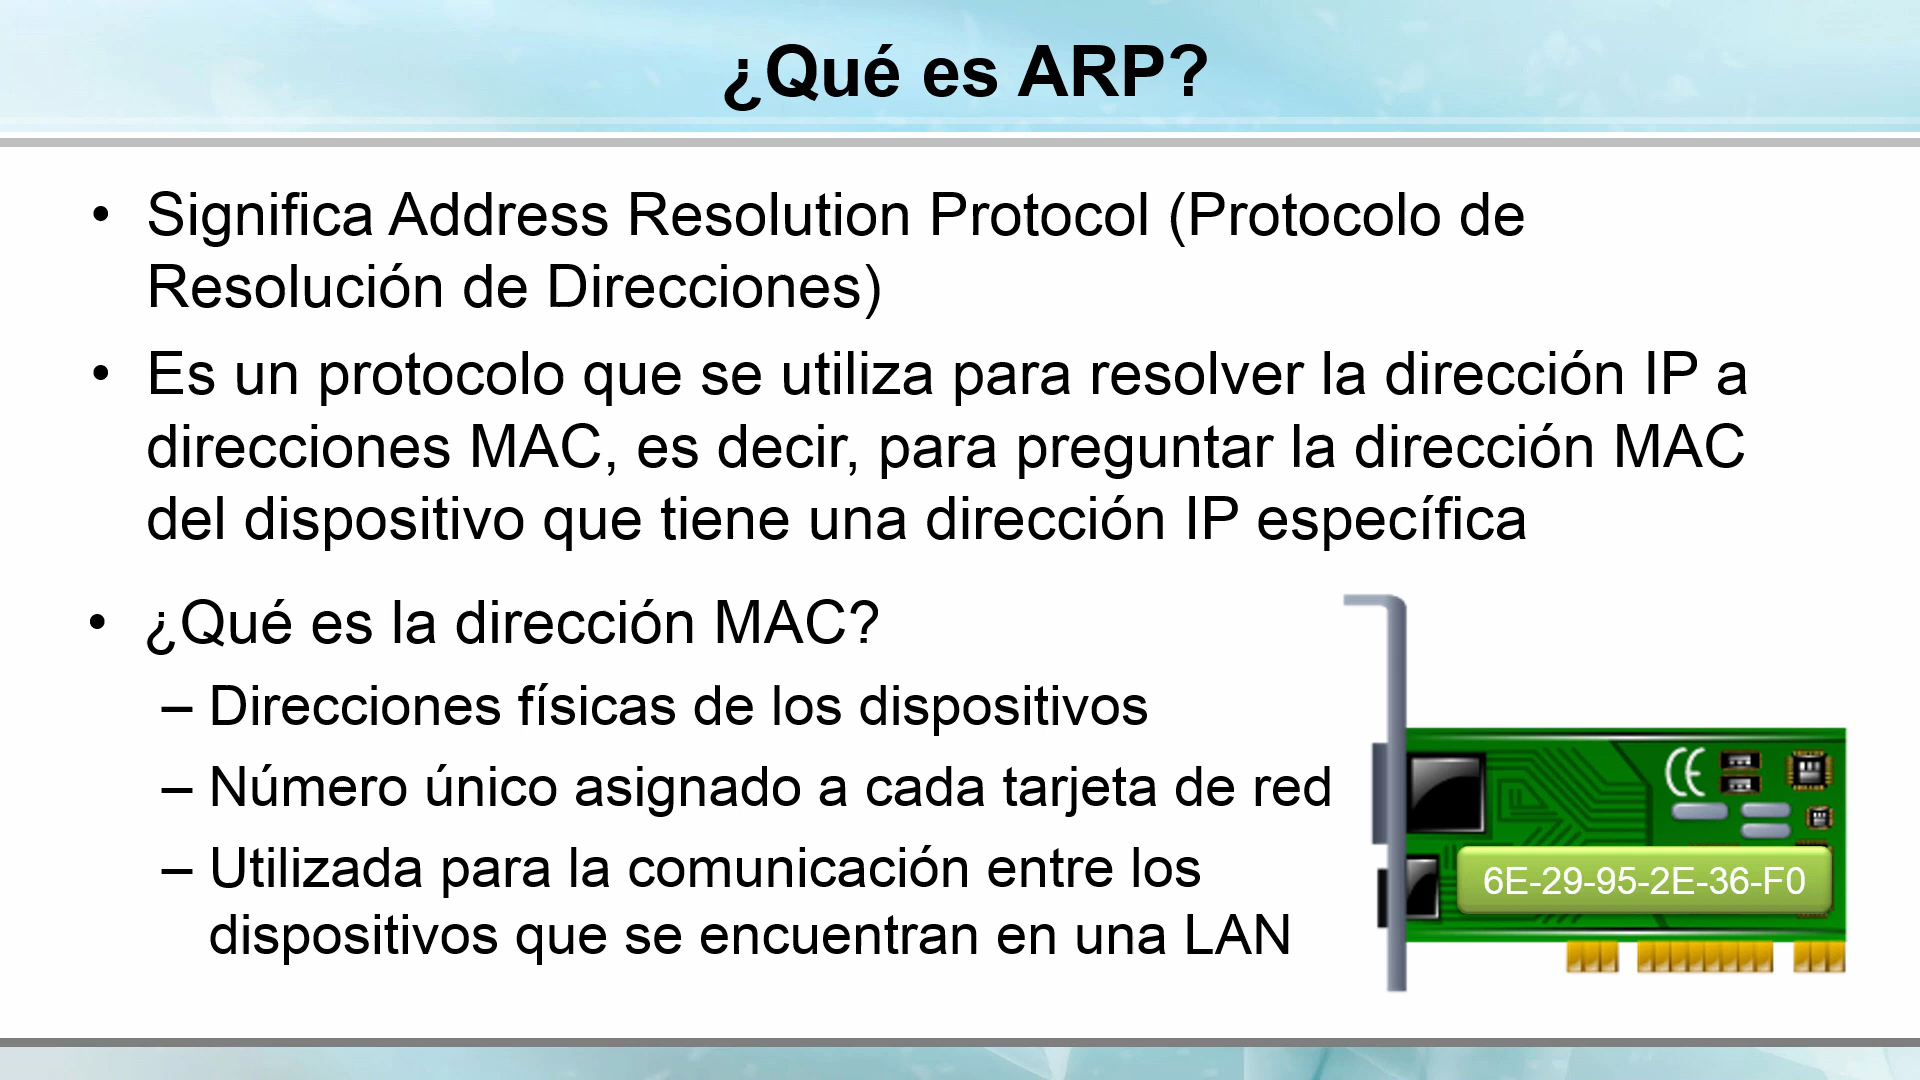 ¿Qué es ARP?
• Significa Address Resolution Protocol (Protocolo de
Resolución de Direcciones)
• Es un protocolo que se utiliza para resolver la dirección IP a
direcciones MAC, es decir, para preguntar la dirección MAC
del dispositivo que tiene una dirección IP específica
• ¿Qué es la dirección MAC?
– Direcciones físicas de los dispositivos
– Número único asignado a cada tarjeta de red
– Utilizada para la comunicación entre los
dispositivos que se encuentran en una LAN
CE
6E-29-95-2E-36-F0